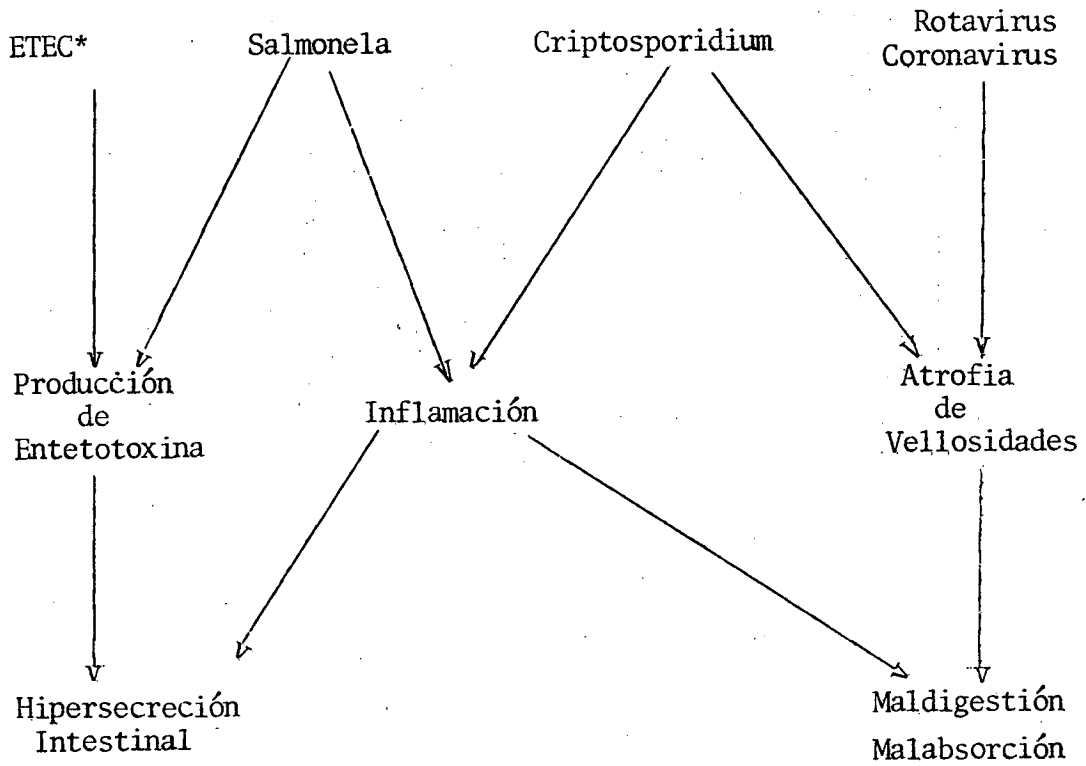 ETEC*
Salmonela
Criptosporidium
Rotavirus
Coronavirus
Producción
de
Entetotoxina
Inflamación
Atrofia
de
Vellosidades
Hipersecreción
Intestinal
Maldigestión
Malabsorción